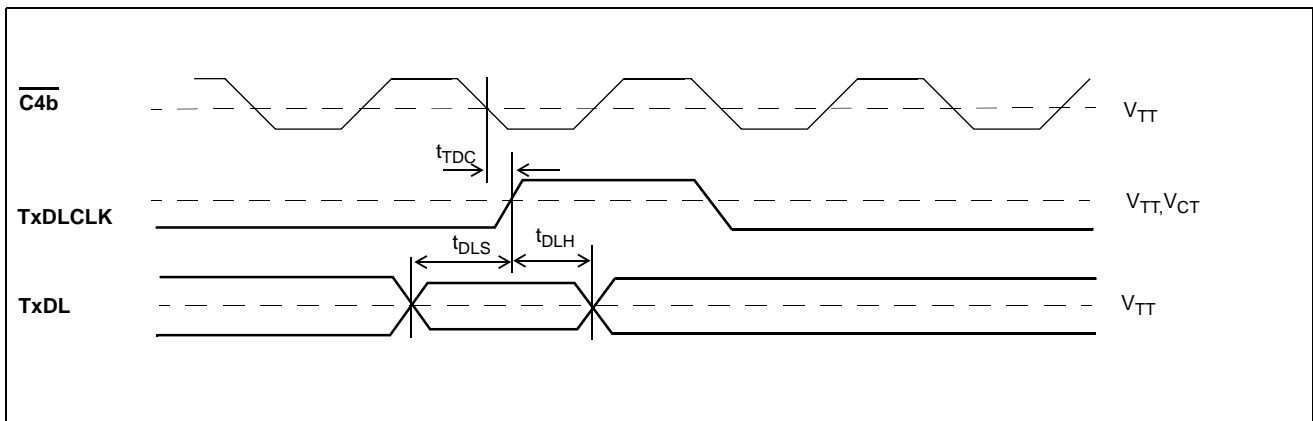 C4b
V_TT
t_TDC
TxDLCLK
V_TT,V_CT
t_DLS
t_DLH
TxDL
V_TT